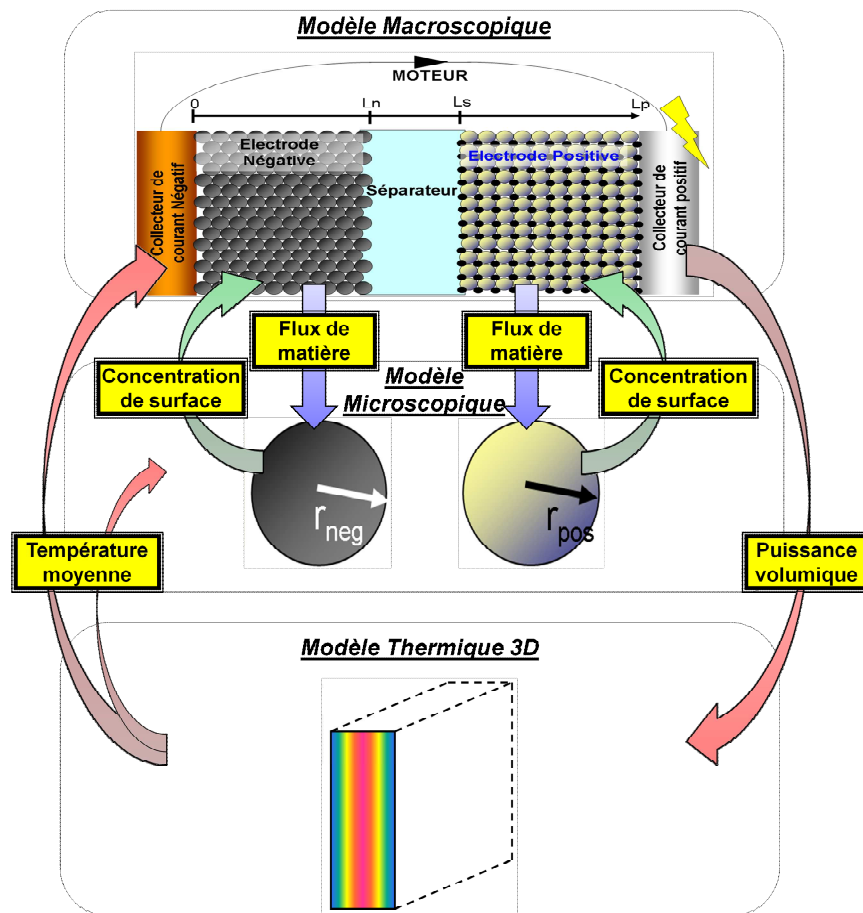 Modèle Macroscopique
MOTEUR
0
Ln
Ls
Lp
Collecteur de
courant Négatif
Electrode
Négative
Séparateur
Electrode Positive
Collecteur de
courant positif
Flux de
matière
Flux de
matière
Concentration
de surface
Modèle
Microscopique
Concentration
de surface
r neg
r pos
Température
moyenne
Puissance
volumique
Modèle Thermique 3D